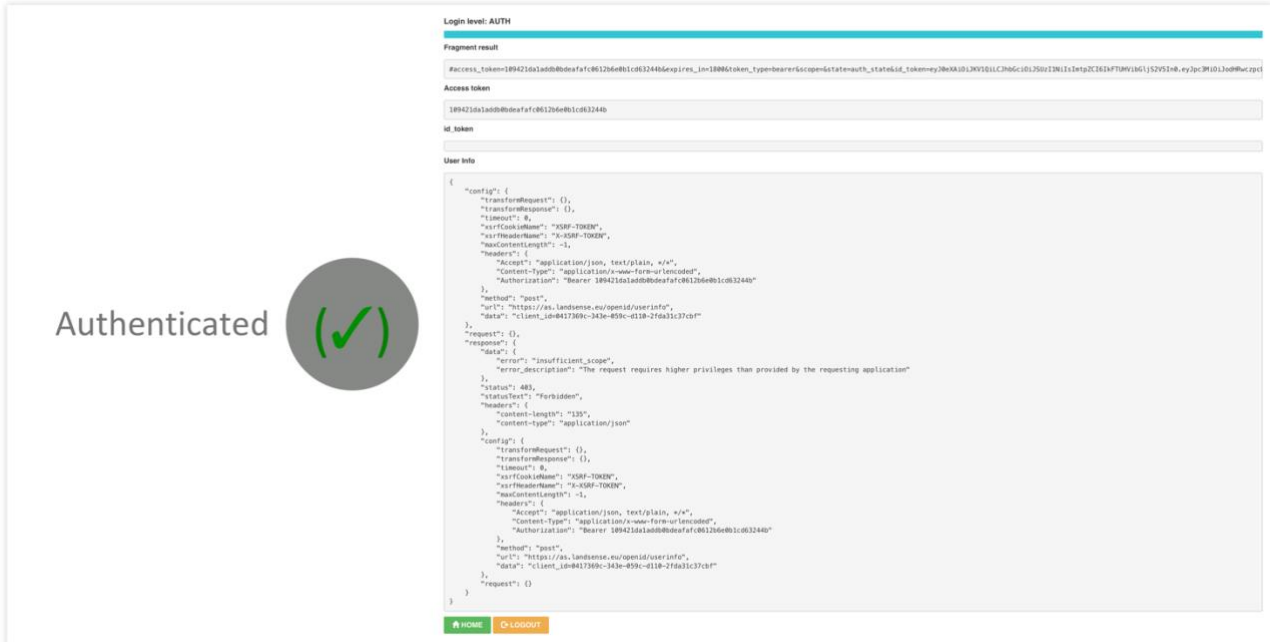 Authenticated
(✓)
Login level: AUTH
Fragment result
#access_token=109421da1addb0bdeafafc0612b6e0b1cd63244b&expires_in=1800&token_type=bearer&scope=&state=auth_state&id_token=
Access token
109421da1addb0bdeafafc0612b6e0b1cd63244b
id_token
User Info
{
"config": {
"transformRequest": {},
"transformResponse": {},
"timeout": 0,
"xsrfCookieName": "XSRF-TOKEN",
"xsrfHeaderName": "X-XSRF-TOKEN",
"maxContentLength": -1,
"headers": {
"Accept": "application/json, text/plain, */*",
"Content-Type": "application/x-www-form-urlencoded",
"Authorization": "Bearer 109421da1addb0bdeafafc0612b6e0b1cd63244b"
},
"method": "post",
"url": "https://as.landsense.eu/openid/userinfo",
"data": "client_id=0417369c-343e-059c-d110-2fda31c37cbf"
},
"request": {},
"response": {
"data": {
"error": "insufficient_scope",
"error_description": "The request requires higher privileges than provided by the requesting application"
},
"status": 403,
"statusText": "Forbidden",
"headers": {
"content-length": "135",
"content-type": "application/json"
},
"config": {
"transformRequest": {},
"transformResponse": {},
"timeout": 0,
"xsrfCookieName": "XSRF-TOKEN",
"xsrfHeaderName": "X-XSRF-TOKEN",
"maxContentLength": -1,
"headers": {
"Accept": "application/json, text/plain, */*",
"Content-Type": "application/x-www-form-urlencoded",
"Authorization": "Bearer 109421da1addb0bdeafafc0612b6e0b1cd63244b"
},
"method": "post",
"url": "https://as.landsense.eu/openid/userinfo",
"data": "client_id=0417369c-343e-059c-d110-2fda31c37cbf"
},
"request": {}
}
}
HOME LOGOUT